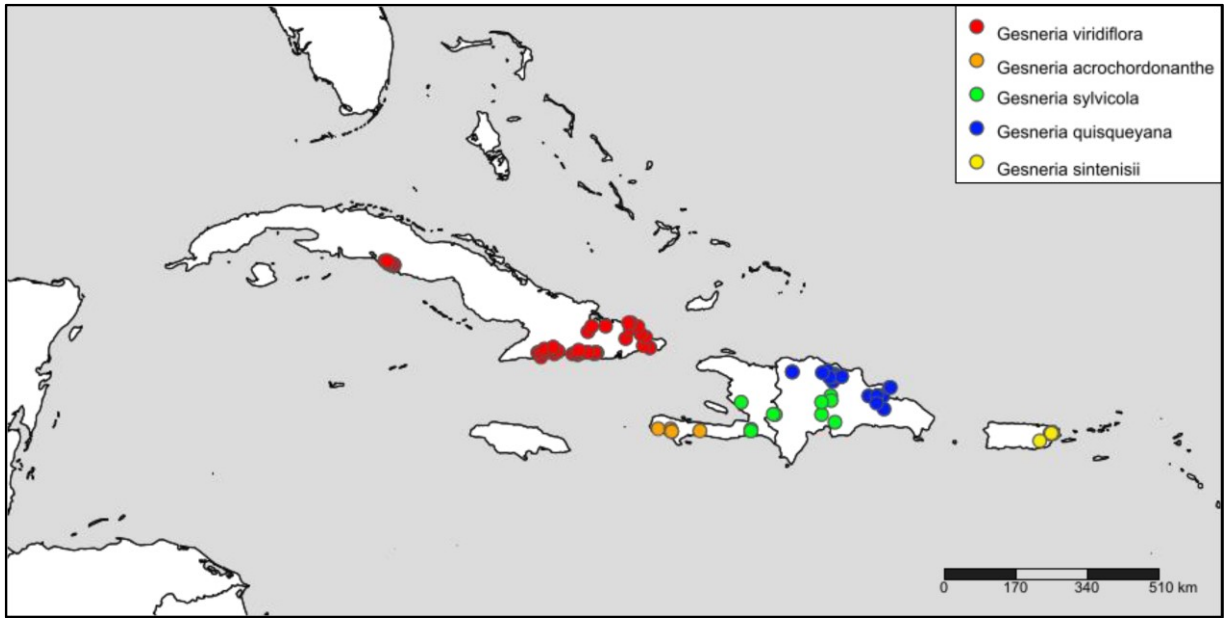 Gesneria viridiflora
Gesneria acrochordonanthe
Gesneria sylvicola
Gesneria quisqueyana
Gesneria sintenisii
0 170 340 510 km